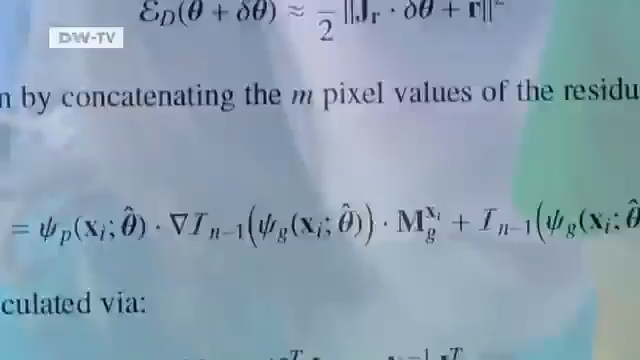 ℰ_D(θ + δθ) ≈ 1/2 ||J_r · δθ + r||²
DW-TV
n by concatenating the m pixel values of the residu
= ψ_p(x_i; θ̂) · ∇ℐ_{n−1}(ψ_g(x_i; θ̂)) · M_g^{x_i} + ℐ_{n−1}(ψ_g(x_i; θ̂
culated via: